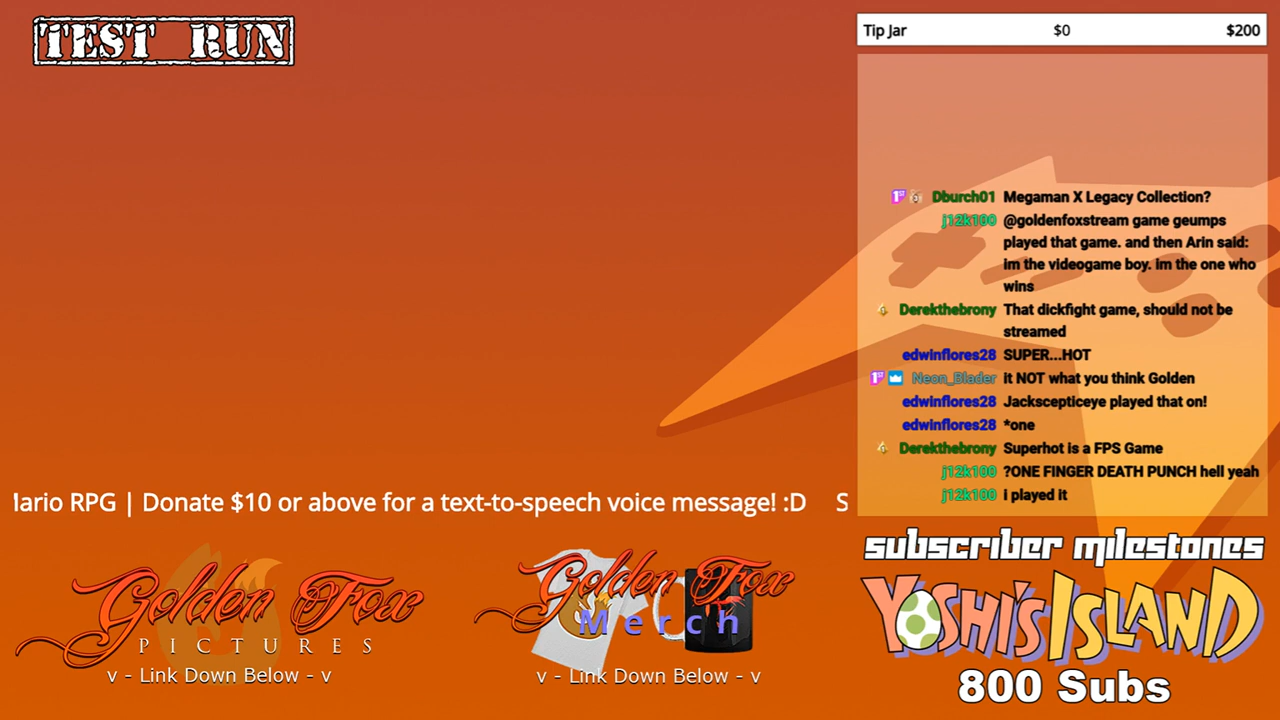 TEST RUN
Tip Jar $0 $200
Dburch01 Megaman X Legacy Collection?
j12k100 @goldenfoxstream game geumps
played that game. and then Arin said:
im the videogame boy. im the one who
wins
Derekthebrony That dickfight game, should not be
streamed
edwinflores28 SUPER...HOT
Neon_Blader it NOT what you think Golden
edwinflores28 Jackscepticeye played that on!
edwinflores28 *one
Derekthebrony Superhot is a FPS Game
j12k100 ?ONE FINGER DEATH PUNCH hell yeah
j12k100 i played it
ario RPG | Donate $10 or above for a text-to-speech voice message! :D S
Golden Fox
PICTURES
v - Link Down Below - v
Golden Fox
Merch
v - Link Down Below - v
subscriber milestones
YOSHI'S ISLAND
800 Subs